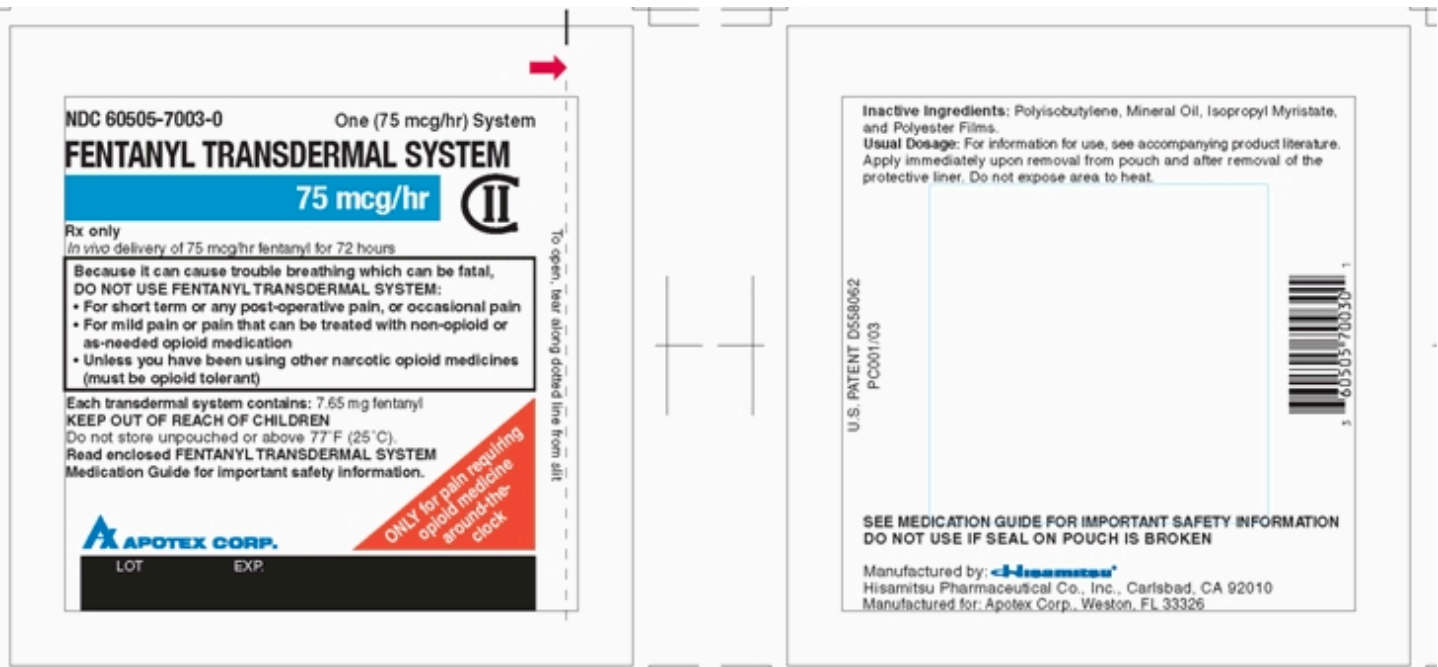 NDC 60505-7003-0 One (75 mcg/hr) System
FENTANYL TRANSDERMAL SYSTEM
75 mcg/hr
CII
Rx only
In vivo delivery of 75 mcg/hr fentanyl for 72 hours
Because it can cause trouble breathing which can be fatal,
DO NOT USE FENTANYL TRANSDERMAL SYSTEM:
• For short term or any post-operative pain, or occasional pain
• For mild pain or pain that can be treated with non-opioid or
as-needed opioid medication
• Unless you have been using other narcotic opioid medicines
(must be opioid tolerant)
Each transdermal system contains: 7.65 mg fentanyl
KEEP OUT OF REACH OF CHILDREN
Do not store unpouched or above 77°F (25°C).
Read enclosed FENTANYL TRANSDERMAL SYSTEM
Medication Guide for important safety information.
ONLY for pain requiring
opioid medicine
around-the-
clock
APOTEX CORP.
LOT EXP.
To open, tear along dotted line from slit
Inactive Ingredients: Polyisobutylene, Mineral Oil, Isopropyl Myristate,
and Polyester Films.
Usual Dosage: For information for use, see accompanying product literature.
Apply immediately upon removal from pouch and after removal of the
protective liner. Do not expose area to heat.
U.S. PATENT D558062
PC001/03
3 60505 70030 1
SEE MEDICATION GUIDE FOR IMPORTANT SAFETY INFORMATION
DO NOT USE IF SEAL ON POUCH IS BROKEN
Manufactured by: Hisamitsu
Hisamitsu Pharmaceutical Co., Inc., Carlsbad, CA 92010
Manufactured for: Apotex Corp., Weston, FL 33326